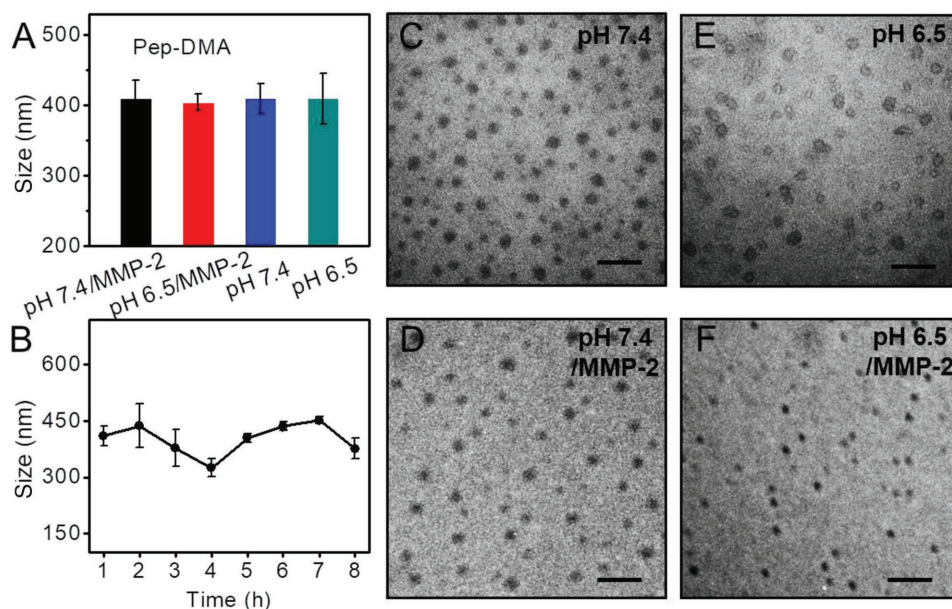 A
500
400
300
200
Size (nm)
Pep-DMA
pH 7.4/MMP-2
pH 6.5/MMP-2
pH 7.4
pH 6.5
B
600
450
300
150
Size (nm)
1 2 3 4 5 6 7 8
Time (h)
C
pH 7.4
E
pH 6.5
D
pH 7.4
/MMP-2
F
pH 6.5
/MMP-2